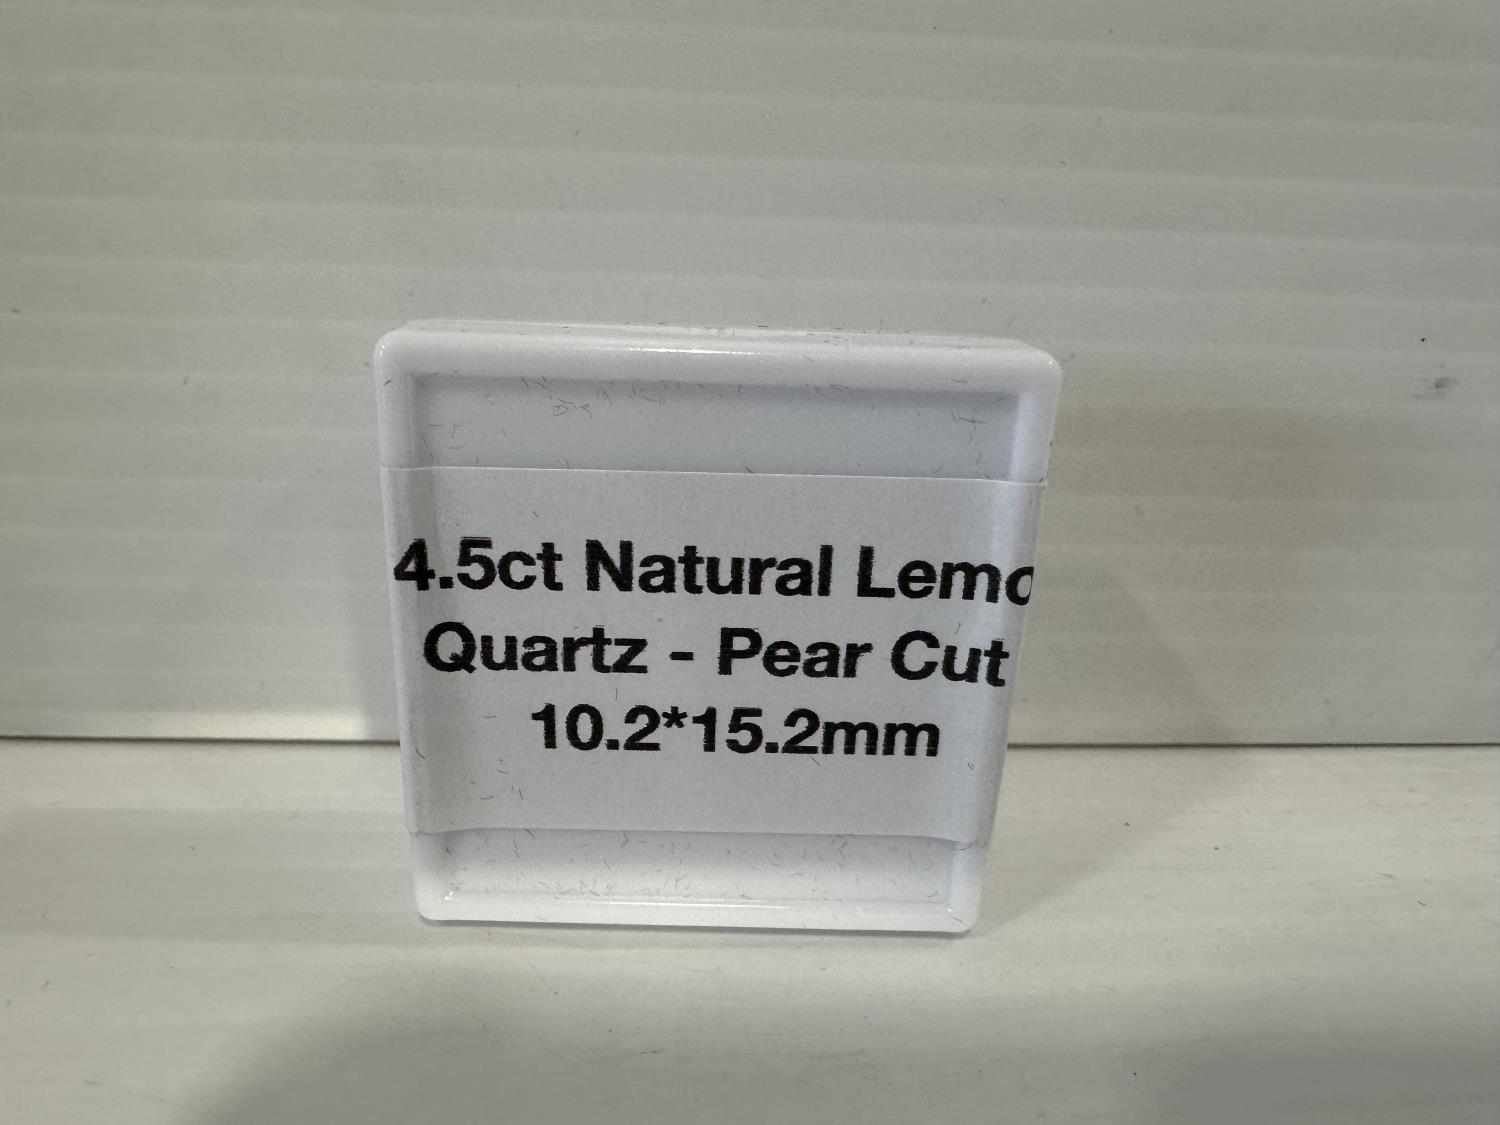 4.5ct Natural Lemo
Quartz - Pear Cut
10.2*15.2mm